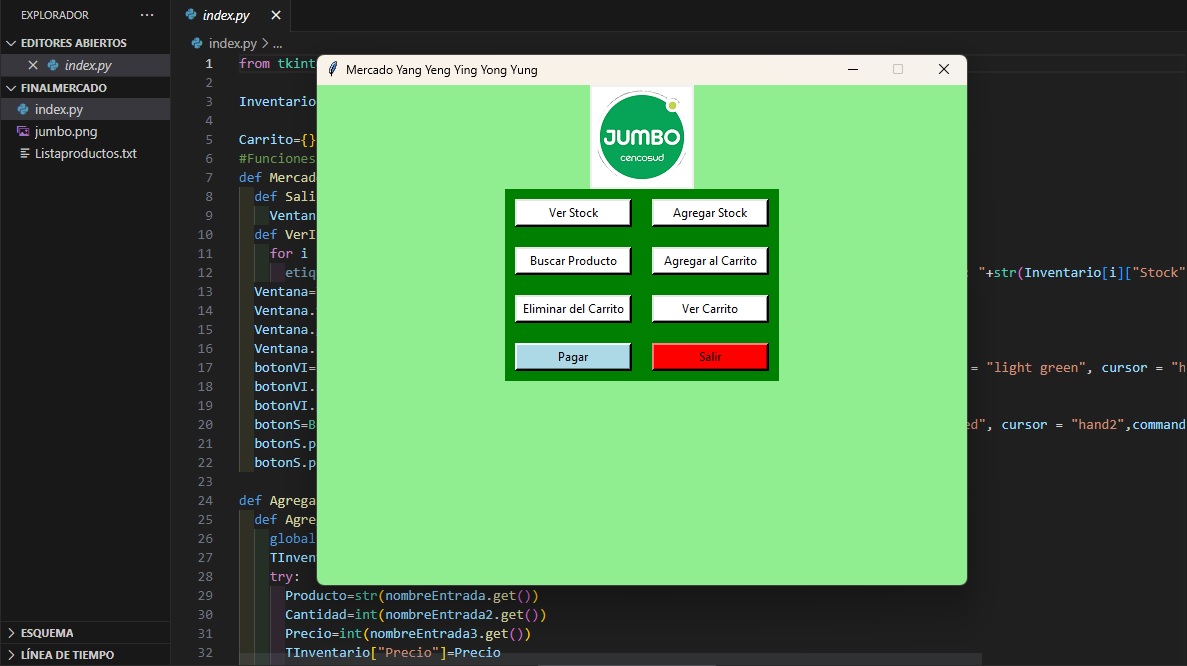 EXPLORADOR
···
EDITORES ABIERTOS
index.py
FINALMERCADO
index.py
jumbo.png
Listaproductos.txt
ESQUEMA
LÍNEA DE TIEMPO
index.py
index.py > ...
1 from tkint
2
3 Inventario
4
5 Carrito={}
6 #Funciones
7 def Mercad
8 def Sali
9 Ventan
10 def VerI
11 for i
12 etiq : "+str(Inventario[i]["Stock"
13 Ventana=
14 Ventana.
15 Ventana.
16 Ventana.
17 botonVI= = "light green", cursor = "h
18 botonVI.
19 botonVI.
20 botonS=B ed", cursor = "hand2",command
21 botonS.p
22 botonS.p
23
24 def Agrega
25 def Agre
26 global
27 TInven
28 try:
29 Producto=str(nombreEntrada.get())
30 Cantidad=int(nombreEntrada2.get())
31 Precio=int(nombreEntrada3.get())
32 TInventario["Precio"]=Precio
Mercado Yang Yeng Ying Yong Yung
JUMBO
cencosud
Ver Stock
Agregar Stock
Buscar Producto
Agregar al Carrito
Eliminar del Carrito
Ver Carrito
Pagar
Salir